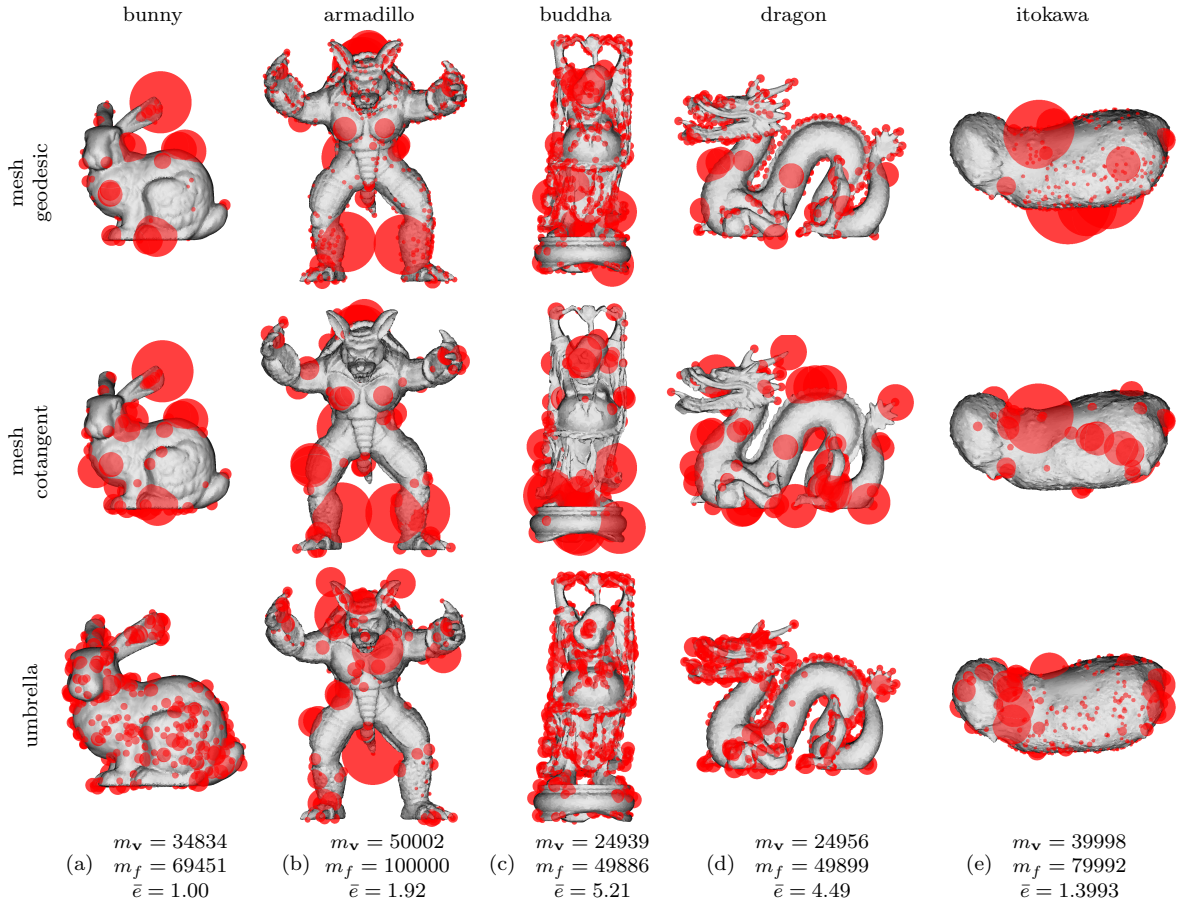 bunny
armadillo
buddha
dragon
itokawa
mesh
geodesic
mesh
cotangent
umbrella
(a)
m_v = 34834
m_f = 69451
ē = 1.00
(b)
m_v = 50002
m_f = 100000
ē = 1.92
(c)
m_v = 24939
m_f = 49886
ē = 5.21
(d)
m_v = 24956
m_f = 49899
ē = 4.49
(e)
m_v = 39998
m_f = 79992
ē = 1.3993